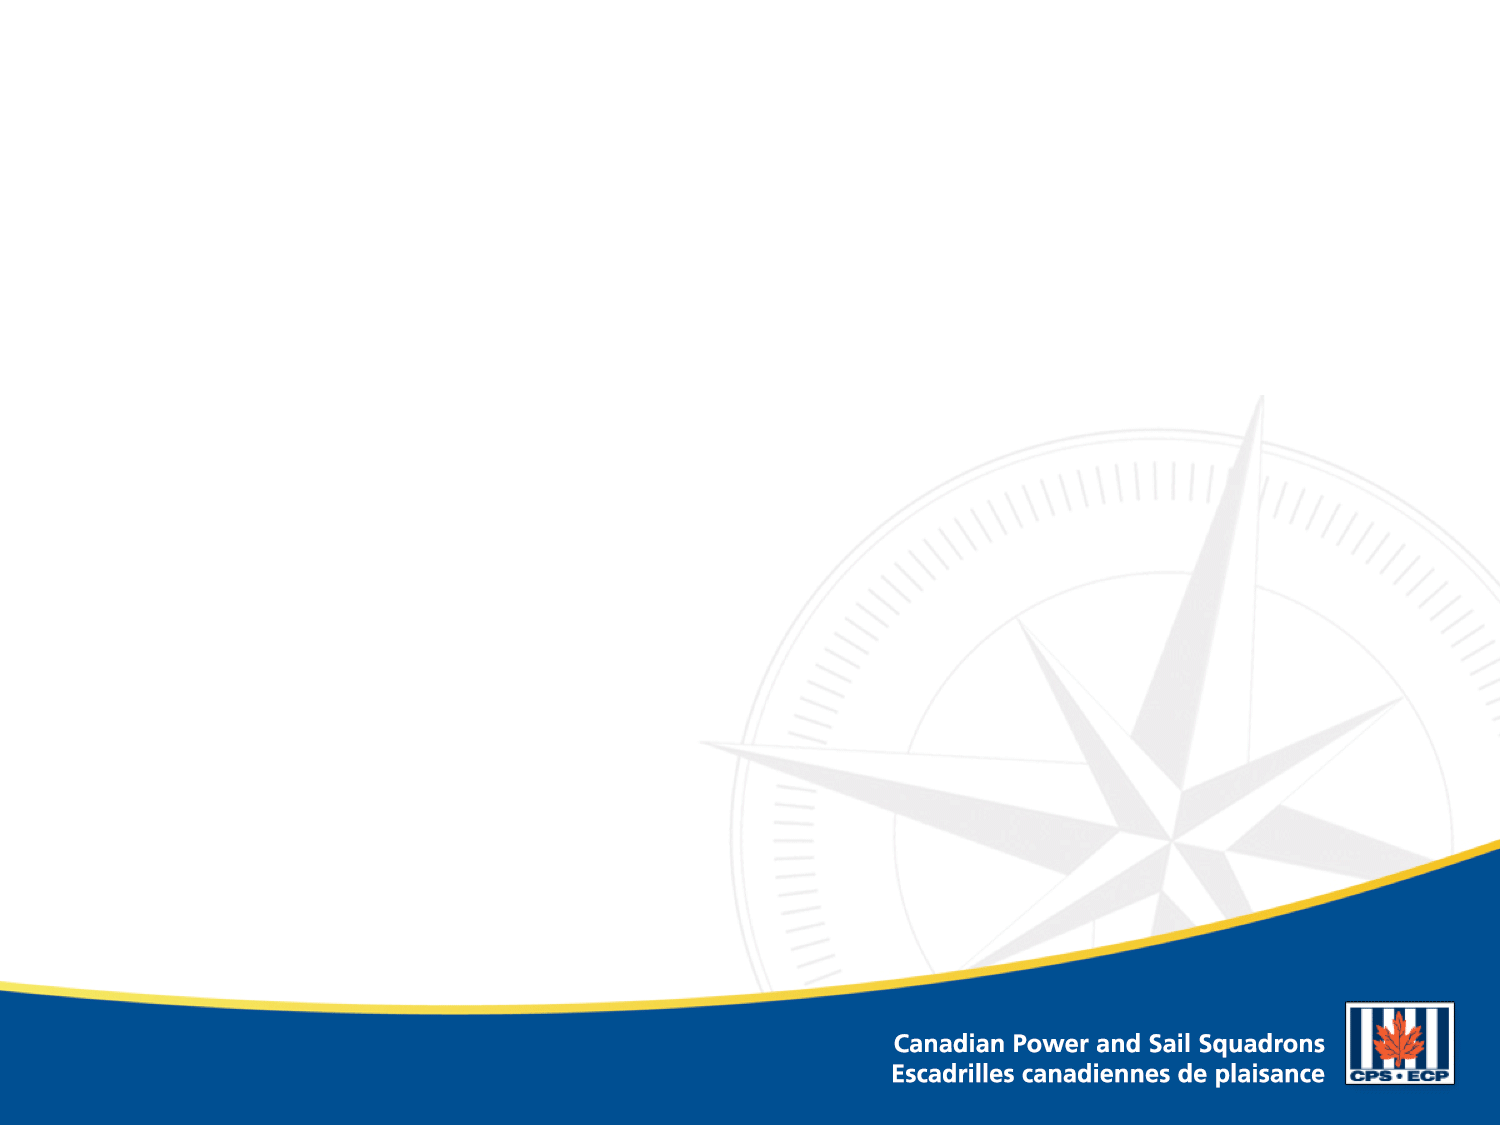 Canadian Power and Sail Squadrons
Escadrilles canadiennes de plaisance
CPS • ECP